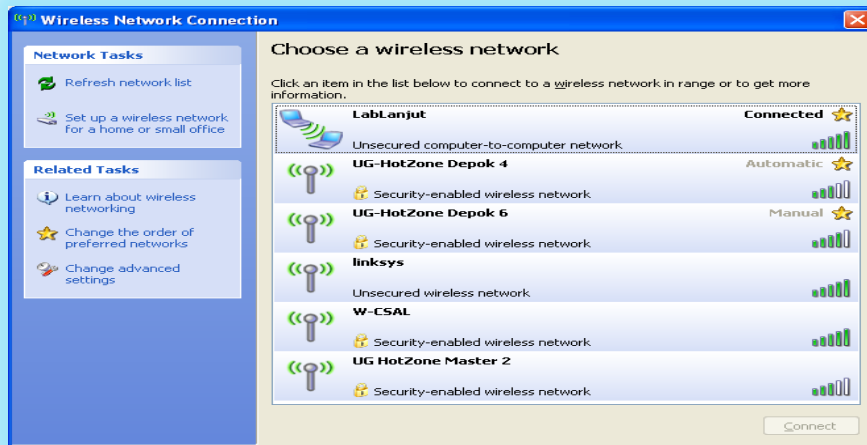 Wireless Network Connection
Network Tasks
Refresh network list
Set up a wireless network
for a home or small office
Related Tasks
Learn about wireless
networking
Change the order of
preferred networks
Change advanced
settings
Choose a wireless network
Click an item in the list below to connect to a wireless network in range or to get more
information.
LabLanjut Connected
Unsecured computer-to-computer network
UG-HotZone Depok 4 Automatic
Security-enabled wireless network
UG-HotZone Depok 6 Manual
Security-enabled wireless network
linksys
Unsecured wireless network
W-CSAL
Security-enabled wireless network
UG HotZone Master 2
Security-enabled wireless network
Connect